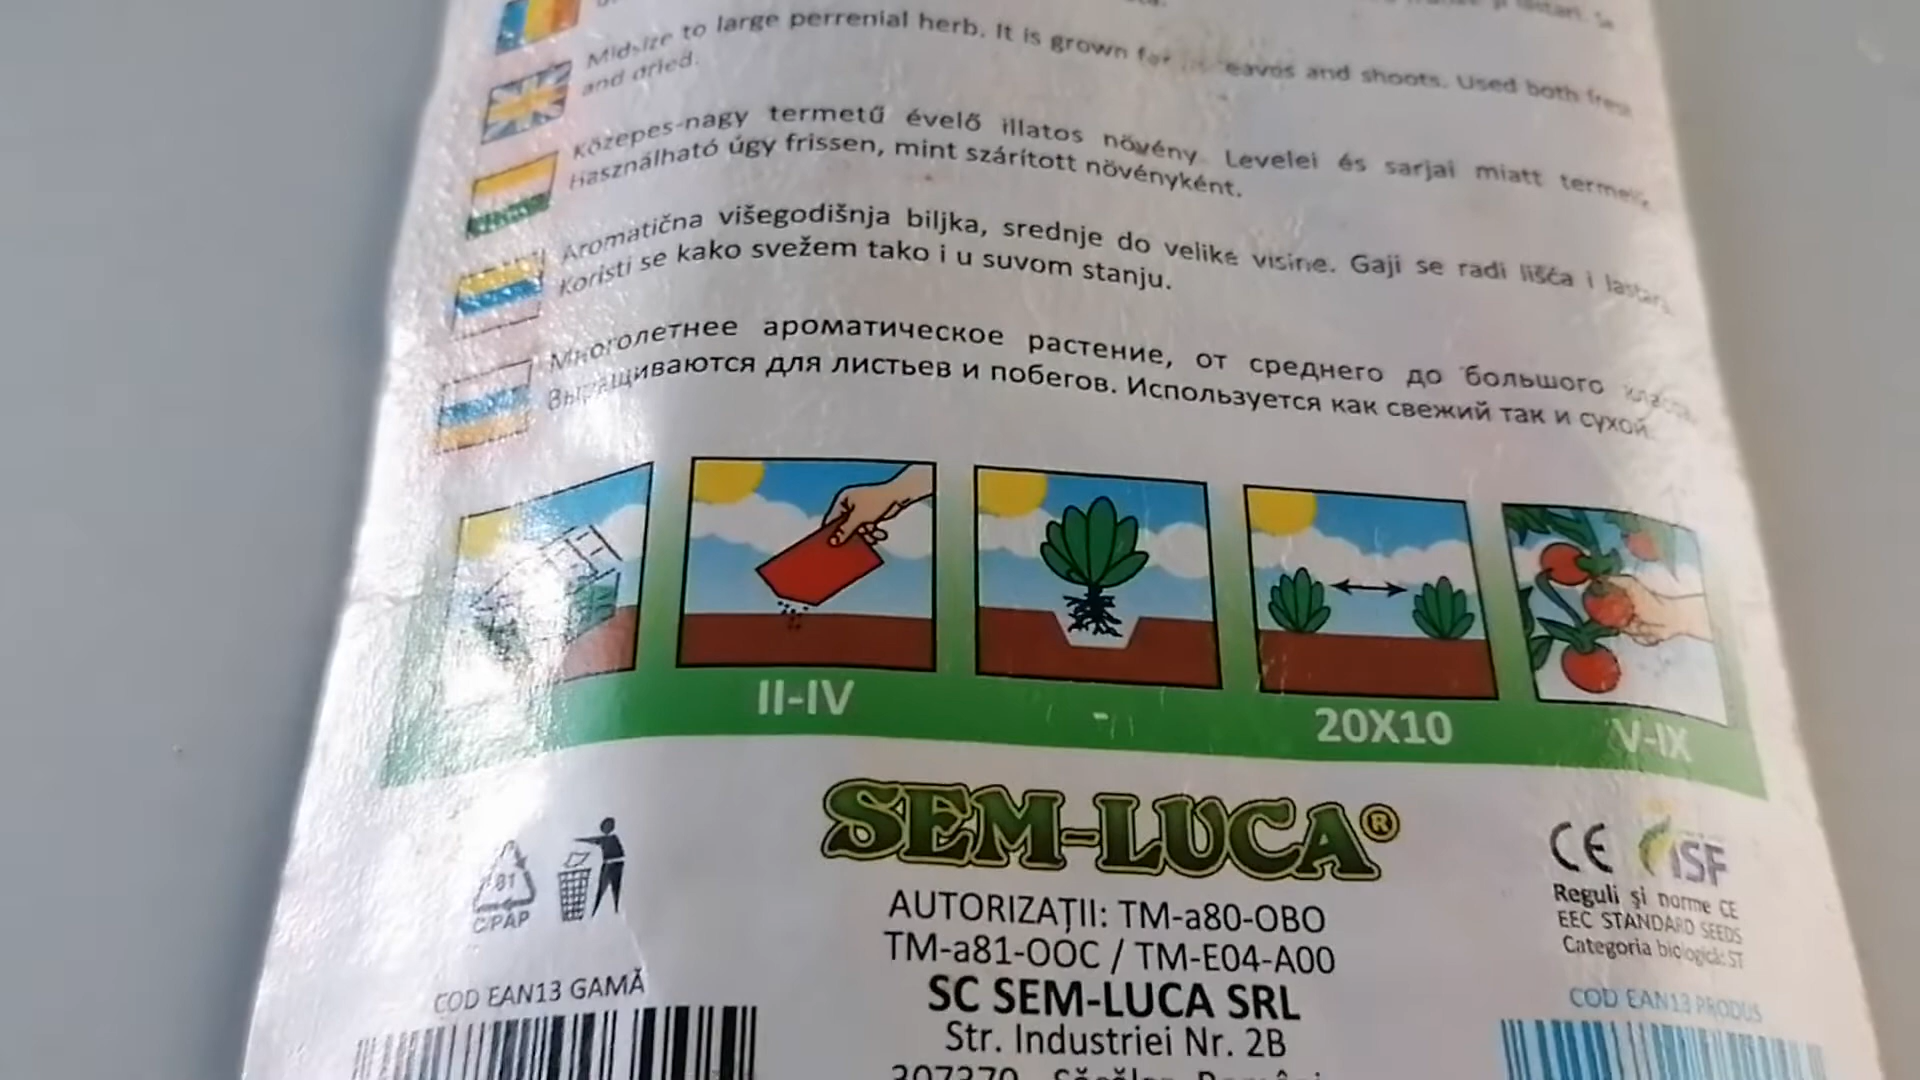 Midsize to large perrenial herb. It is grown for and shoots. Used both fresh
and dried.
Közepes-nagy termetű évelő illatos növény. Levelei és sarjai miatt
Használható úgy frissen, mint szárított növényként.
Aromatična višegodišnja biljka, srednje do velike visine. Gaji se radi lišća i
Koristi se kako svežem tako i u suvom stanju.
Многолетнее ароматическое растение, от среднего до большого
Выращиваются для листьев и побегов. Используется как свежий так и сухой.
II-IV
-
20X10
V-IX
SEM-LUCA®
81
C/PAP
CE
ISF
AUTORIZAȚII: TM-a80-OBO
TM-a81-OOC / TM-E04-A00
SC SEM-LUCA SRL
Str. Industriei Nr. 2B
Reguli și norme CE
EEC STANDARD SEEDS
Categoria biologică: ST
COD EAN13 GAMĂ
COD EAN13 PRODUS